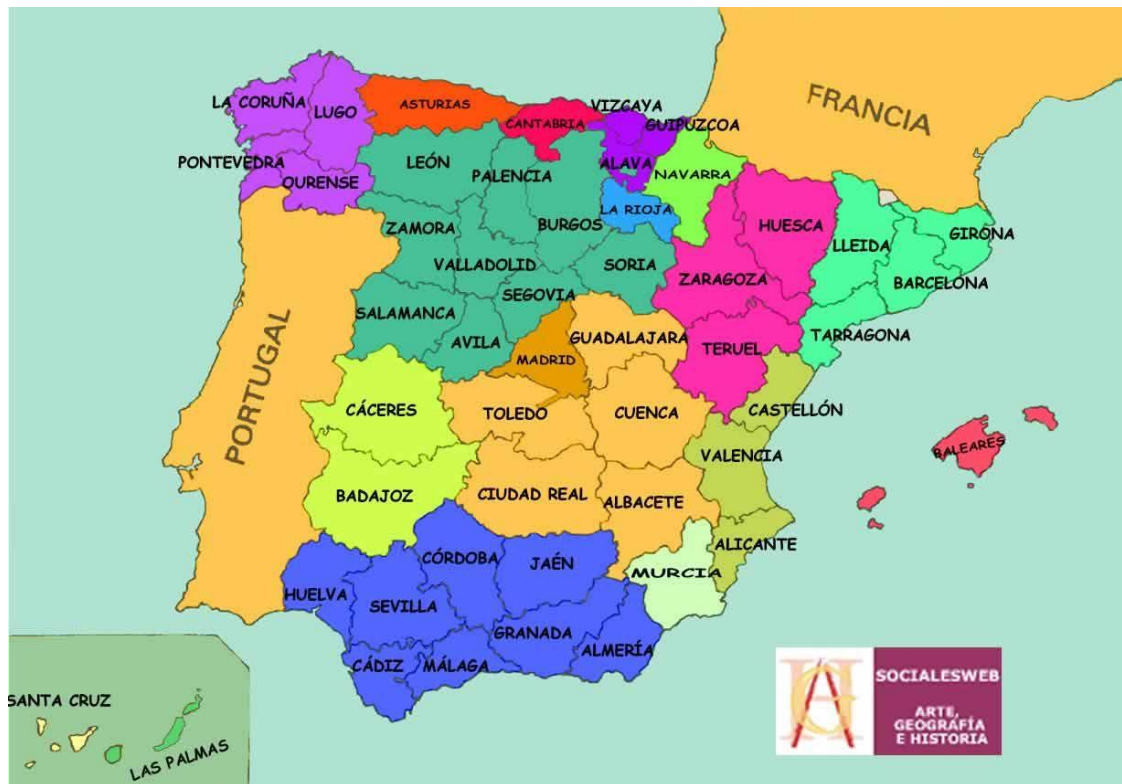 FRANCIA
VIZCAYA
LA CORUÑA
ASTURIAS
LUGO
CANTABRIA
GUIPUZCOA
PONTEVEDRA
LEÓN
PALENCIA
ALAVA
NAVARRA
OURENSE
LA RIOJA
ZAMORA
BURGOS
HUESCA
GIRONA
LLEIDA
VALLADOLID
SORIA
ZARAGOZA
BARCELONA
SEGOVIA
SALAMANCA
AVILA
GUADALAJARA
TARRAGONA
TERUEL
MADRID
PORTUGAL
CÁCERES
TOLEDO
CUENCA
CASTELLÓN
BALEARES
VALENCIA
BADAJOZ
CIUDAD REAL
ALBACETE
ALICANTE
CÓRDOBA
JAÉN
MURCIA
HUELVA
SEVILLA
GRANADA
ALMERÍA
CÁDIZ
MÁLAGA
SANTA CRUZ
LAS PALMAS
HGA
SOCIALESWEB
ARTE,
GEOGRAFÍA
E HISTORIA